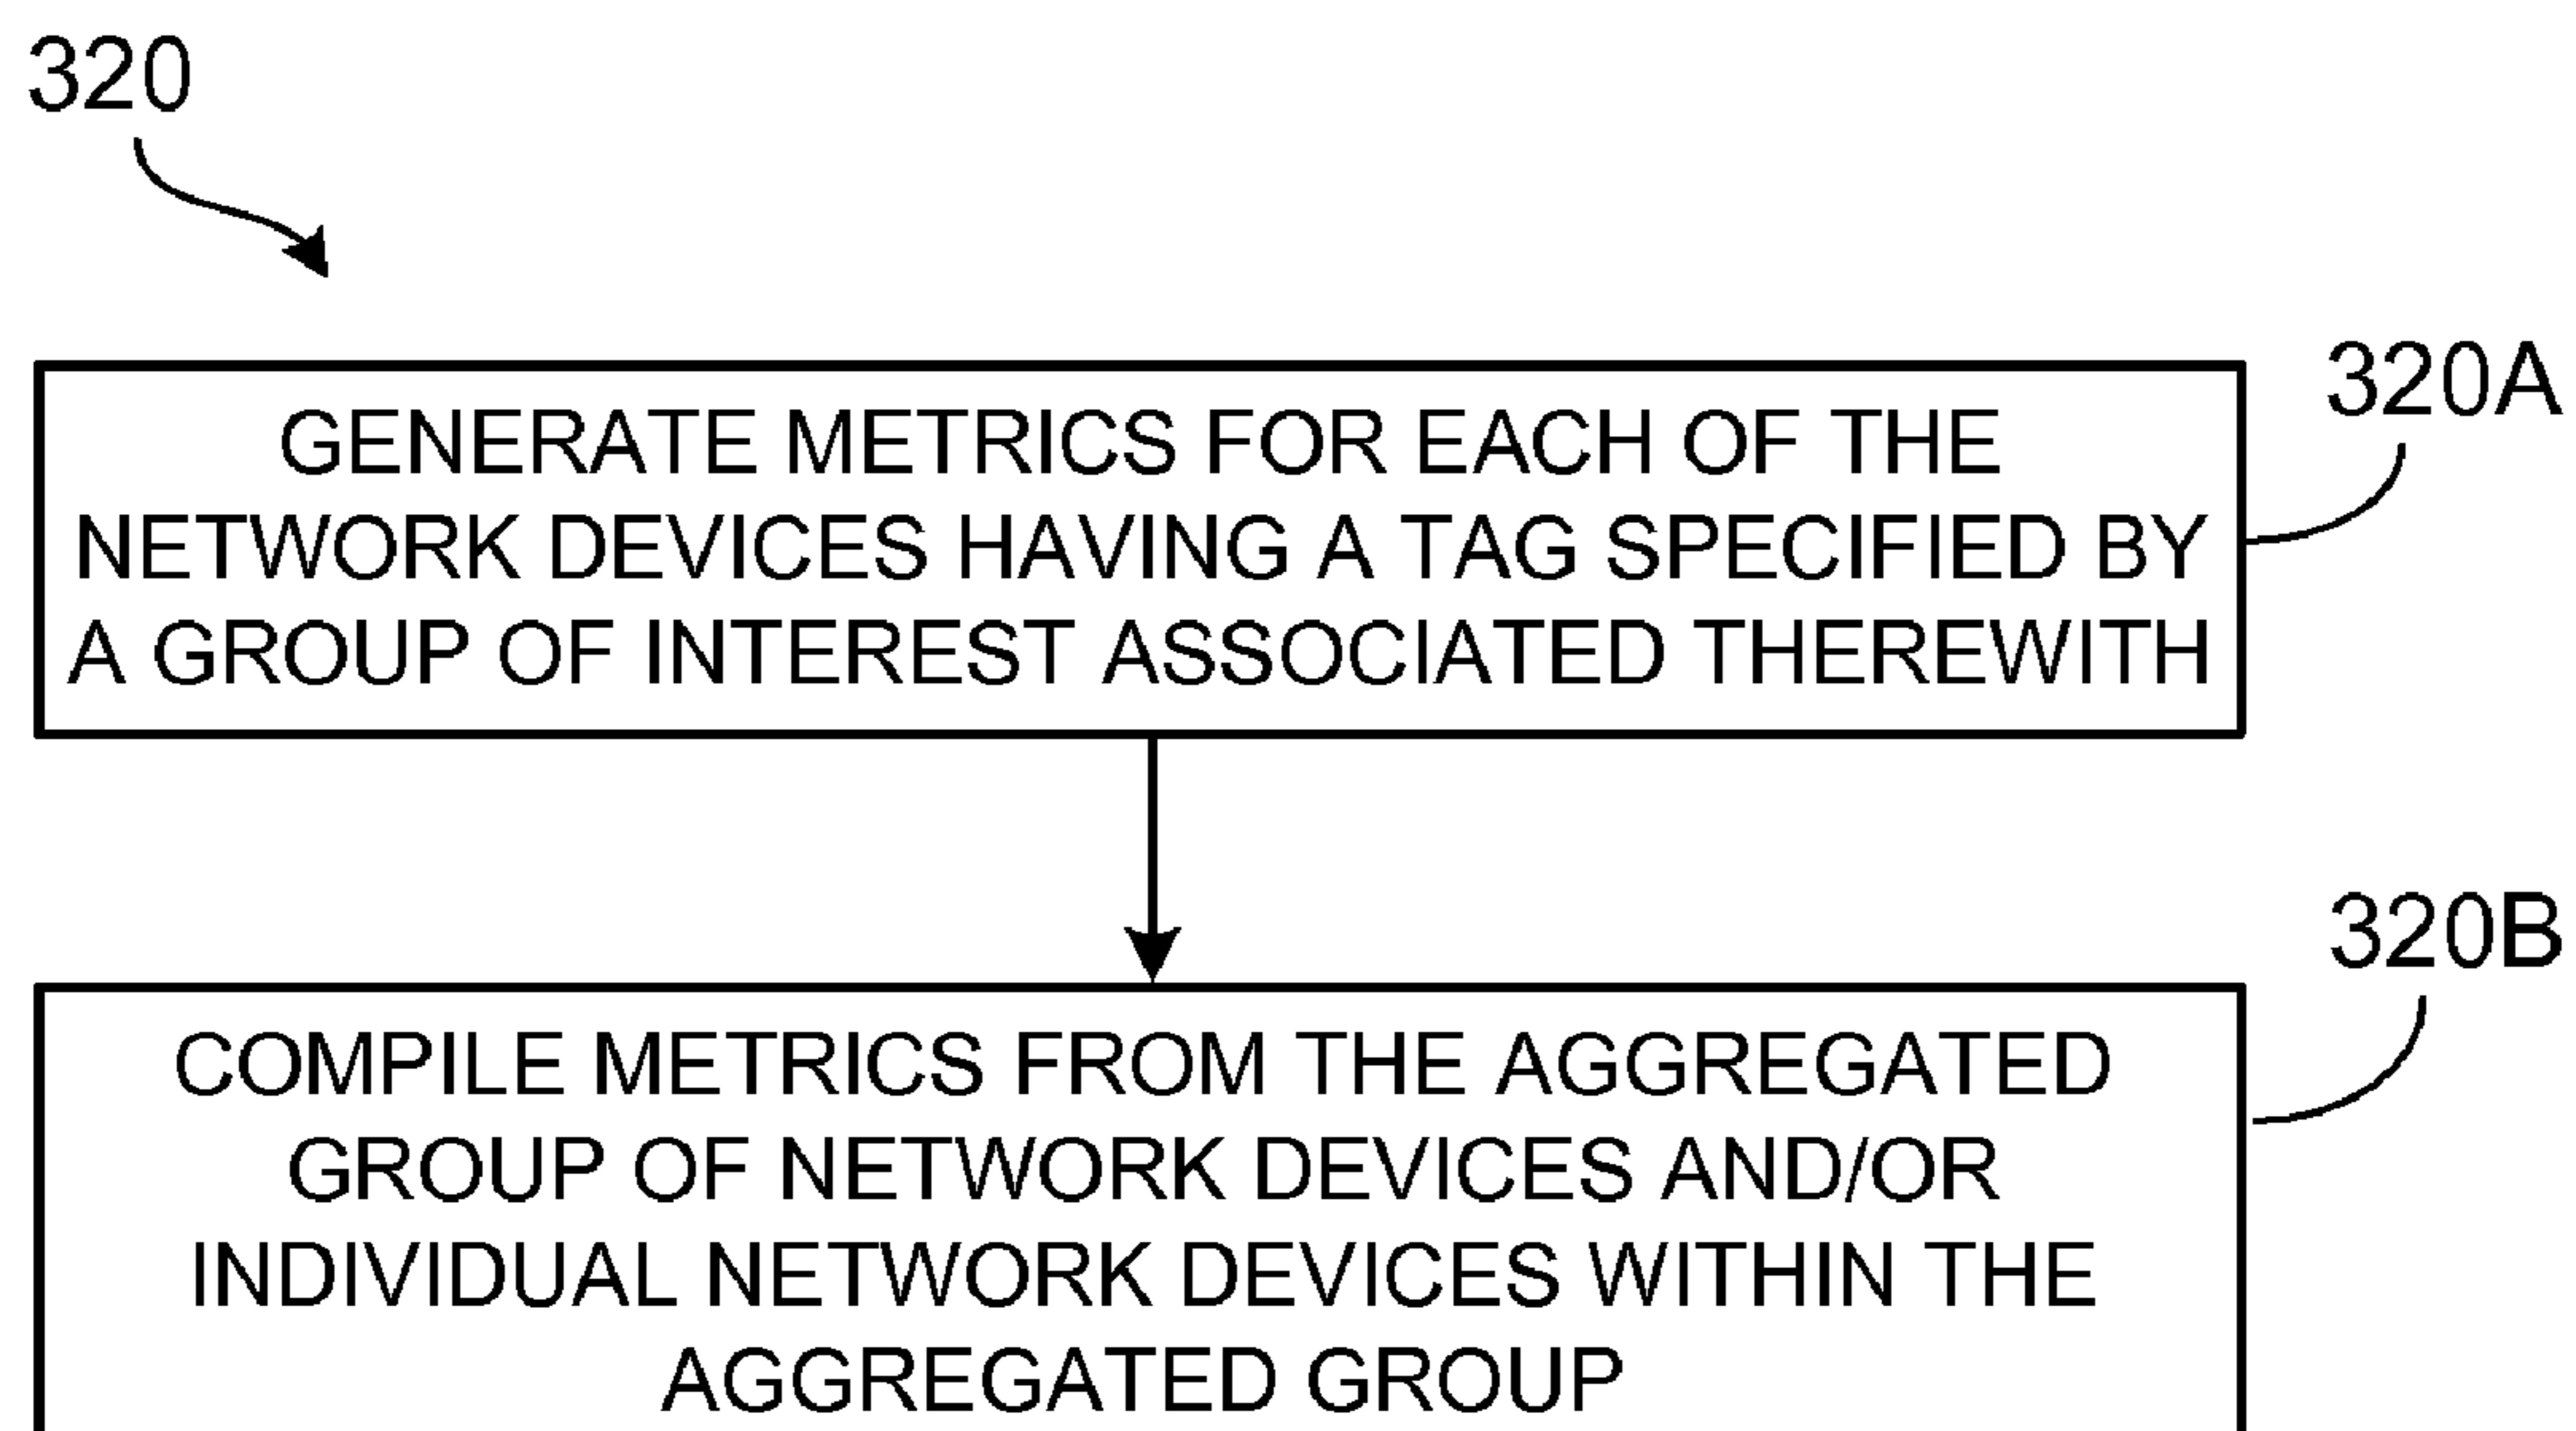 320
320A
GENERATE METRICS FOR EACH OF THE
NETWORK DEVICES HAVING A TAG SPECIFIED BY
A GROUP OF INTEREST ASSOCIATED THEREWITH
320B
COMPILE METRICS FROM THE AGGREGATED
GROUP OF NETWORK DEVICES AND/OR
INDIVIDUAL NETWORK DEVICES WITHIN THE
AGGREGATED GROUP